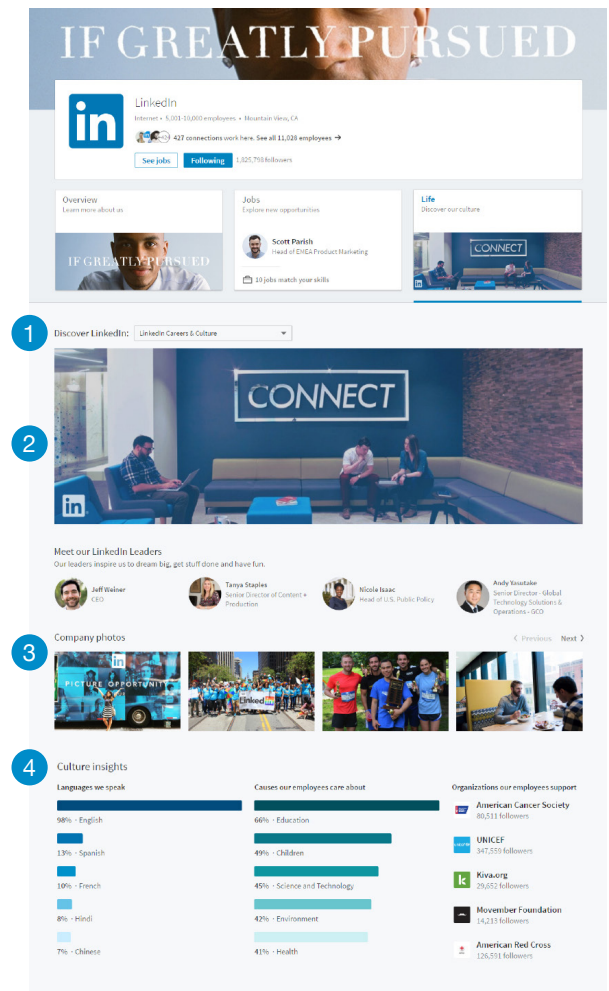 IF GREATLY PURSUED
in
LinkedIn
Internet • 5,001-10,000 employees • Mountain View, CA
427 connections work here. See all 11,028 employees →
See jobs Following 1,825,798 followers
Overview
Learn more about us
IF GREATLY PURSUED
Jobs
Explore new opportunities
Scott Parish
Head of EMEA Product Marketing
10 jobs match your skills
Life
Discover our culture
CONNECT
in
1
Discover LinkedIn: LinkedIn Careers & Culture
2
CONNECT
in
Meet our LinkedIn Leaders
Our leaders inspire us to dream big, get stuff done and have fun.
Jeff Weiner
CEO
Tanya Staples
Senior Director of Content +
Production
Nicole Isaac
Head of U.S. Public Policy
Andy Yasutake
Senior Director - Global
Technology Solutions &
Operations - GCO
3
Company photos
Previous Next
in
PICTURE OPPORTUNITY
Linked
4
Culture insights
Languages we speak
98% · English
13% · Spanish
10% · French
8% · Hindi
7% · Chinese
Causes our employees care about
66% · Education
49% · Children
45% · Science and Technology
42% · Environment
41% · Health
Organizations our employees support
American Cancer Society
80,511 followers
UNICEF
347,559 followers
k
Kiva.org
29,652 followers
Movember Foundation
14,213 followers
American Red Cross
126,591 followers